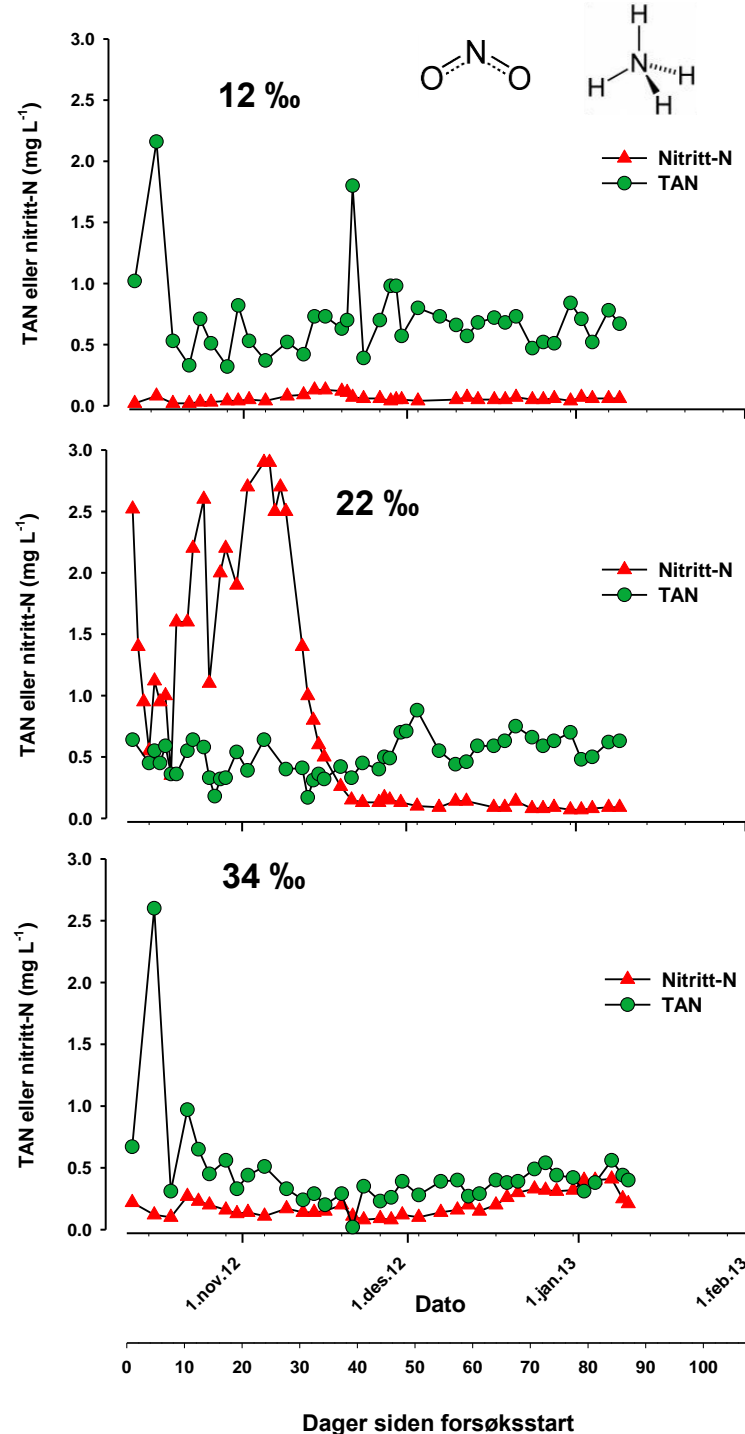 3.0
2.5
2.0
1.5
1.0
0.5
0.0
TAN eller nitritt-N (mg L-1)
12 ‰
O N O
H
N
H H
H
Nitritt-N
TAN
3.0
2.5
2.0
1.5
1.0
0.5
0.0
TAN eller nitritt-N (mg L-1)
22 ‰
Nitritt-N
TAN
3.0
2.5
2.0
1.5
1.0
0.5
0.0
TAN eller nitritt-N (mg L-1)
34 ‰
Nitritt-N
TAN
1.nov.12 1.des.12 1.jan.13 1.feb.13
Dato
0 10 20 30 40 50 60 70 80 90 100
Dager siden forsøksstart